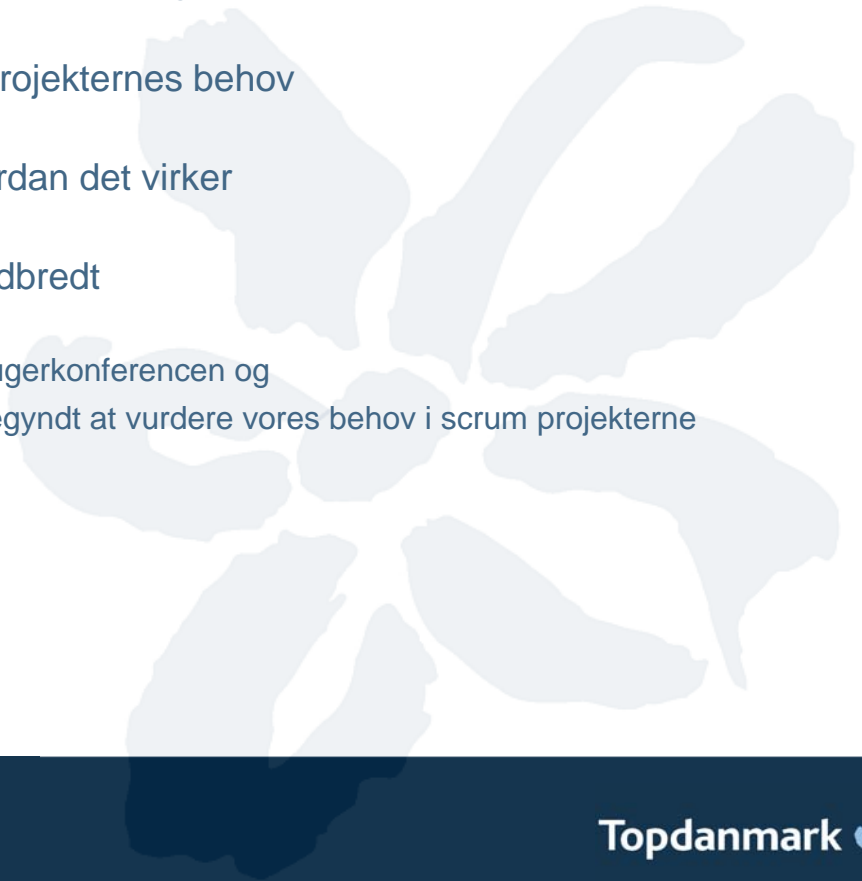 rojekternes behov
rdan det virker
dbredt
ugerkonferencen og
egyndt at vurdere vores behov i scrum projekterne
Topdanmark